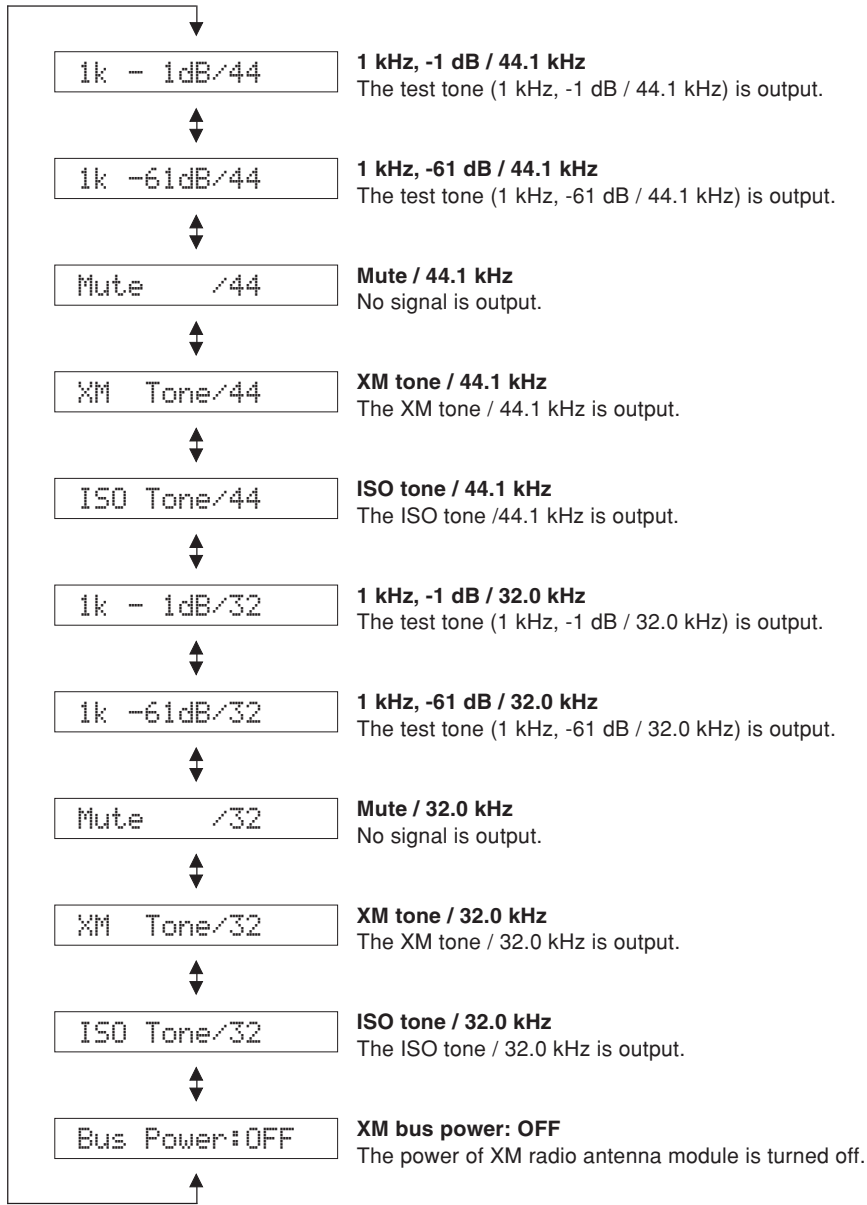 1k - 1dB/44
1 kHz, -1 dB / 44.1 kHz
The test tone (1 kHz, -1 dB / 44.1 kHz) is output.
1k -61dB/44
1 kHz, -61 dB / 44.1 kHz
The test tone (1 kHz, -61 dB / 44.1 kHz) is output.
Mute /44
Mute / 44.1 kHz
No signal is output.
XM Tone/44
XM tone / 44.1 kHz
The XM tone / 44.1 kHz is output.
ISO Tone/44
ISO tone / 44.1 kHz
The ISO tone /44.1 kHz is output.
1k - 1dB/32
1 kHz, -1 dB / 32.0 kHz
The test tone (1 kHz, -1 dB / 32.0 kHz) is output.
1k -61dB/32
1 kHz, -61 dB / 32.0 kHz
The test tone (1 kHz, -61 dB / 32.0 kHz) is output.
Mute /32
Mute / 32.0 kHz
No signal is output.
XM Tone/32
XM tone / 32.0 kHz
The XM tone / 32.0 kHz is output.
ISO Tone/32
ISO tone / 32.0 kHz
The ISO tone / 32.0 kHz is output.
Bus Power:OFF
XM bus power: OFF
The power of XM radio antenna module is turned off.